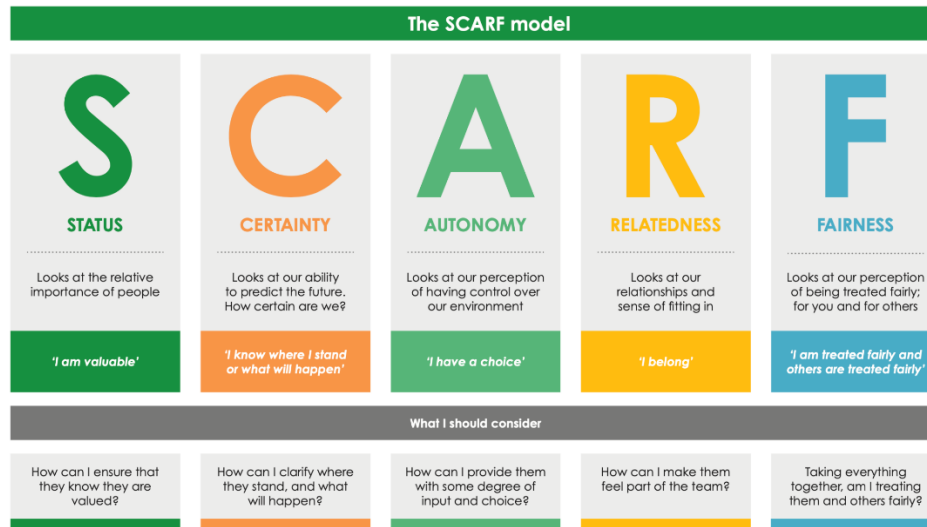 The SCARF model
S
STATUS
Looks at the relative
importance of people
'I am valuable'
C
CERTAINTY
Looks at our ability
to predict the future.
How certain are we?
'I know where I stand
or what will happen'
A
AUTONOMY
Looks at our perception
of having control over
our environment
'I have a choice'
R
RELATEDNESS
Looks at our
relationships and
sense of fitting in
'I belong'
F
FAIRNESS
Looks at our perception
of being treated fairly;
for you and for others
'I am treated fairly and
others are treated fairly'
What I should consider
How can I ensure that
they know they are
valued?
How can I clarify where
they stand, and what
will happen?
How can I provide them
with some degree of
input and choice?
How can I make them
feel part of the team?
Taking everything
together, am I treating
them and others fairly?